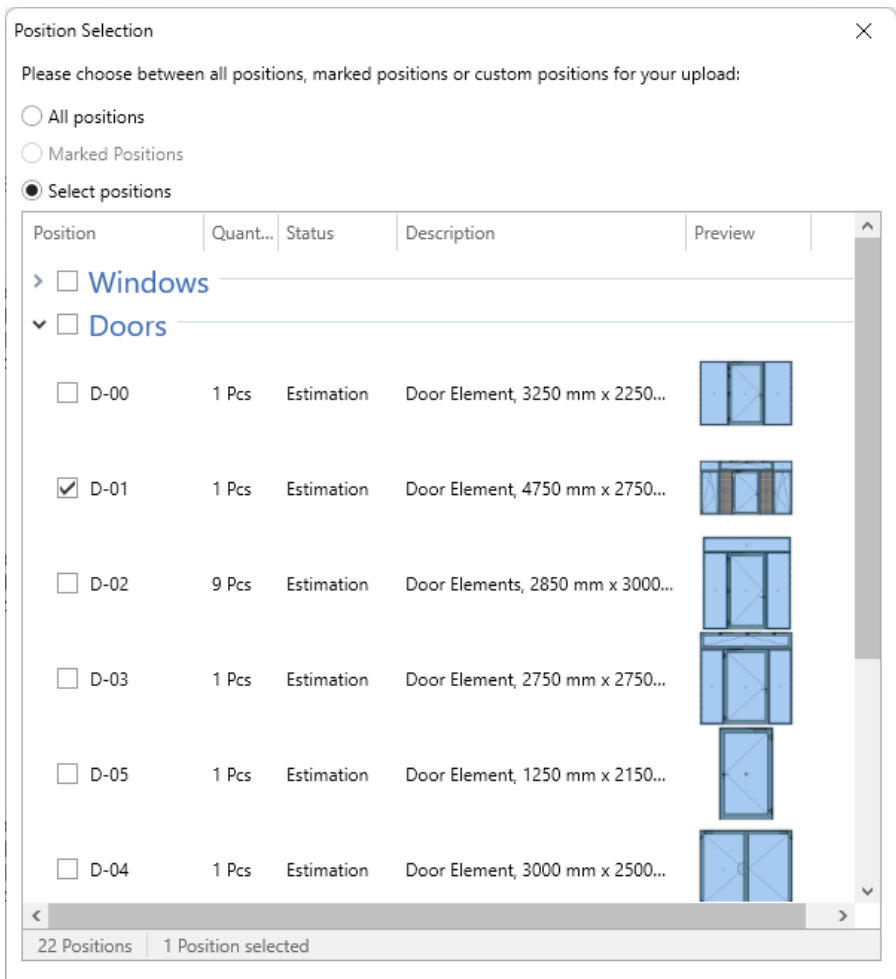 Position Selection
Please choose between all positions, marked positions or custom positions for your upload:
All positions
Marked Positions
Select positions
Position Quant... Status Description Preview
Windows
Doors
D-00 1 Pcs Estimation Door Element, 3250 mm x 2250...
D-01 1 Pcs Estimation Door Element, 4750 mm x 2750...
D-02 9 Pcs Estimation Door Elements, 2850 mm x 3000...
D-03 1 Pcs Estimation Door Element, 2750 mm x 2750...
D-05 1 Pcs Estimation Door Element, 1250 mm x 2150...
D-04 1 Pcs Estimation Door Element, 3000 mm x 2500...
22 Positions 1 Position selected